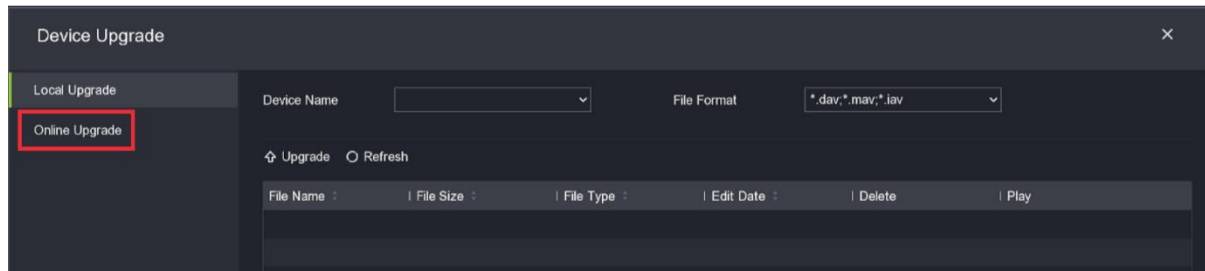 Device Upgrade
Local Upgrade
Online Upgrade
Device Name
File Format *.dav;*.mav;*.iav
Upgrade Refresh
File Name File Size File Type Edit Date Delete Play